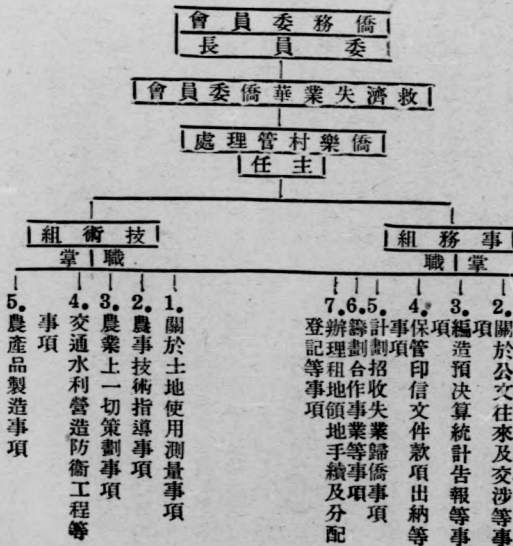 僑務委員會
委員長
救濟失業華僑委員會
僑樂村管理處
主任
事務組
職掌
2.關於公文往來及交涉等事
項
3.編造預決算統計告報等事
項
4.保管印信文件款項出納等
事項
5.計劃招收失業歸僑事項
6.籌劃合作事業等事項
7.辦理租地領地手續及分配
登記等事項
技術組
職掌
1.關於土地使用測量事項
2.農事技術指導事項
3.農業上一切策劃事項
4.交通水利營造防衞工程等
事項
5.農產品製造事項